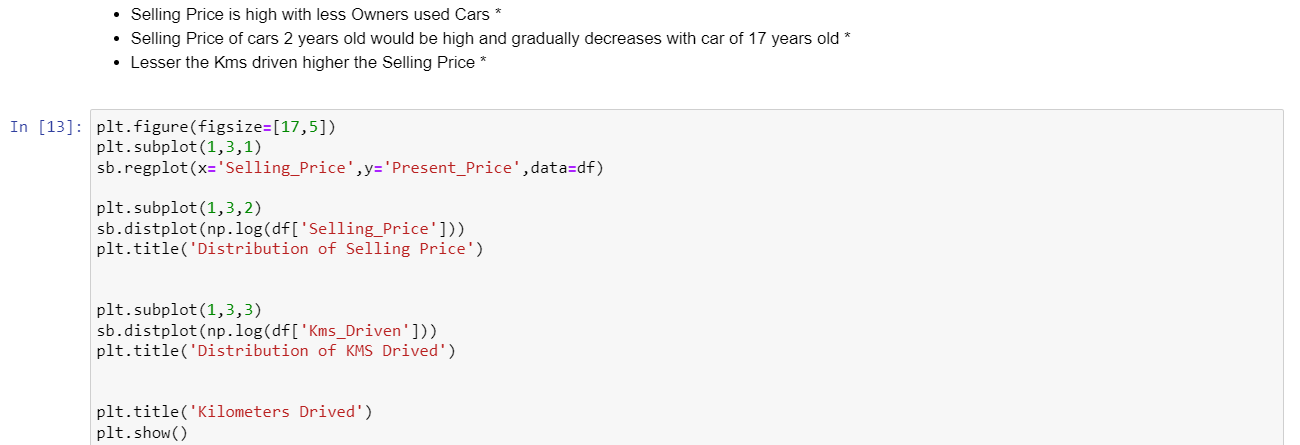 • Selling Price is high with less Owners used Cars *
• Selling Price of cars 2 years old would be high and gradually decreases with car of 17 years old *
• Lesser the Kms driven higher the Selling Price *
In [13]: plt.figure(figsize=[17,5])
plt.subplot(1,3,1)
sb.regplot(x='Selling_Price',y='Present_Price',data=df)
plt.subplot(1,3,2)
sb.distplot(np.log(df['Selling_Price']))
plt.title('Distribution of Selling Price')
plt.subplot(1,3,3)
sb.distplot(np.log(df['Kms_Driven']))
plt.title('Distribution of KMS Drived')
plt.title('Kilometers Drived')
plt.show()